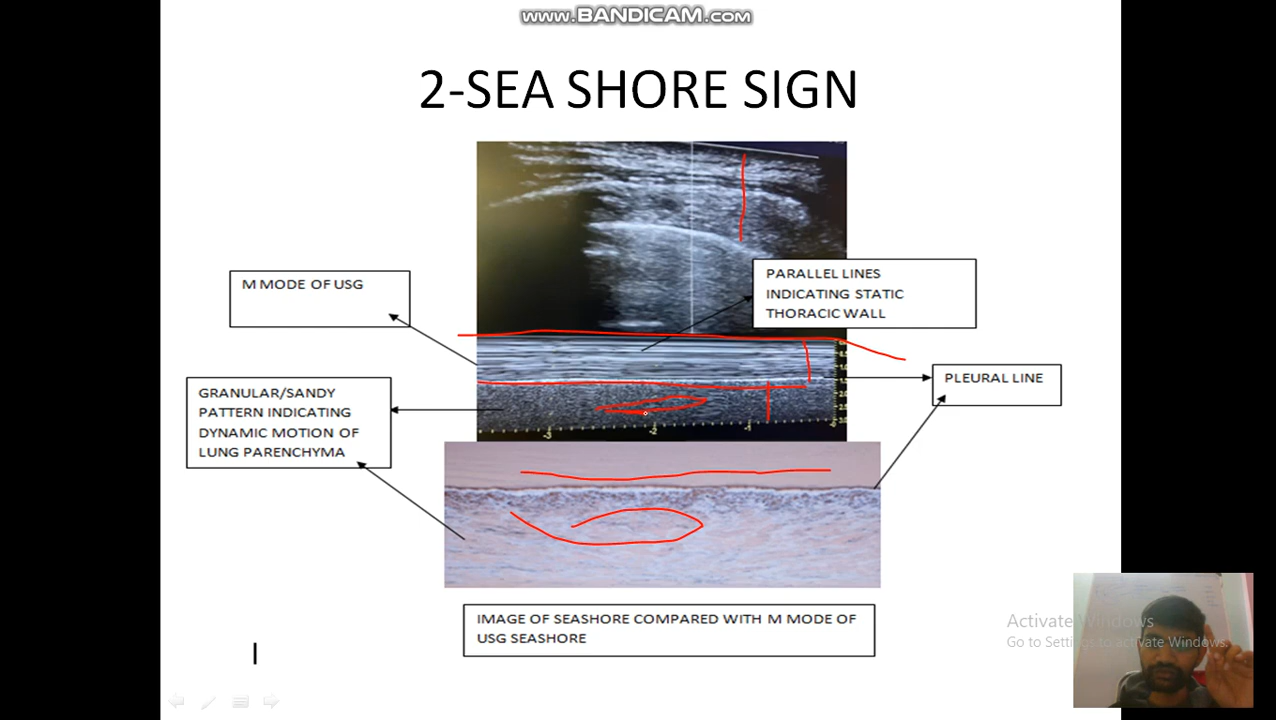 www.BANDICAM.com
2-SEA SHORE SIGN
M MODE OF USG
PARALLEL LINES
INDICATING STATIC
THORACIC WALL
PLEURAL LINE
GRANULAR/SANDY
PATTERN INDICATING
DYNAMIC MOTION OF
LUNG PARENCHYMA
-3
-2
IMAGE OF SEASHORE COMPARED WITH M MODE OF
USG SEASHORE
Activate Windows
Go to Settings to activate Windows.